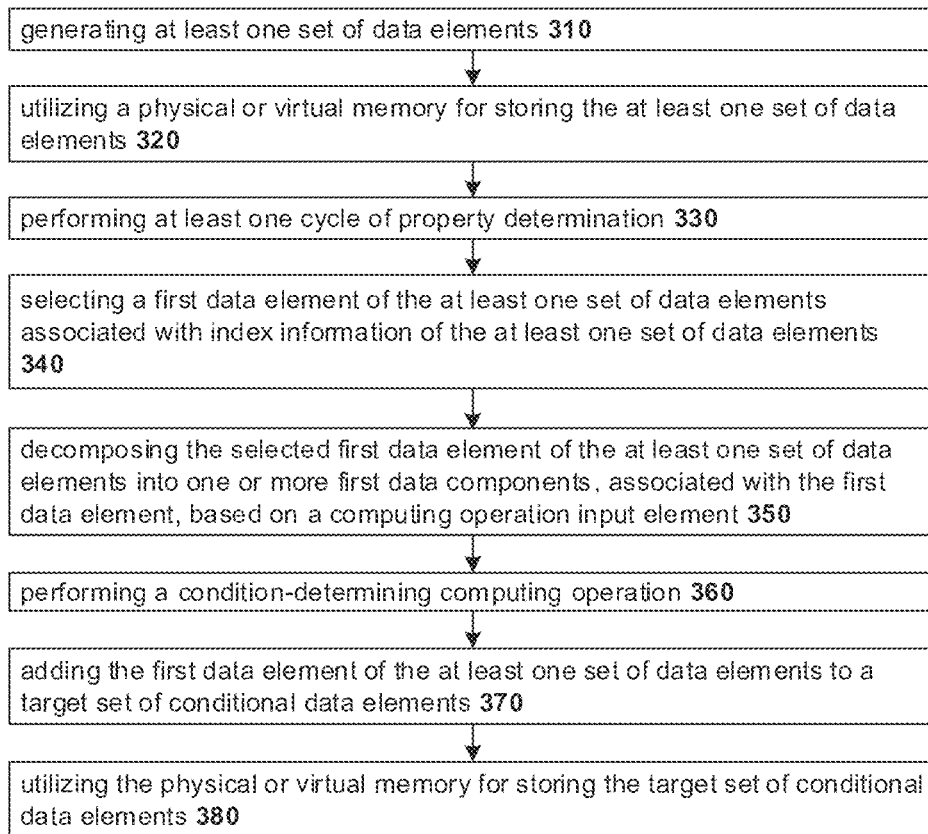 generating at least one set of data elements 310
utilizing a physical or virtual memory for storing the at least one set of data
elements 320
performing at least one cycle of property determination 330
selecting a first data element of the at least one set of data elements
associated with index information of the at least one set of data elements
340
decomposing the selected first data element of the at least one set of data
elements into one or more first data components, associated with the first
data element, based on a computing operation input element 350
performing a condition-determining computing operation 360
adding the first data element of the at least one set of data elements to a
target set of conditional data elements 370
utilizing the physical or virtual memory for storing the target set of conditional
data elements 380